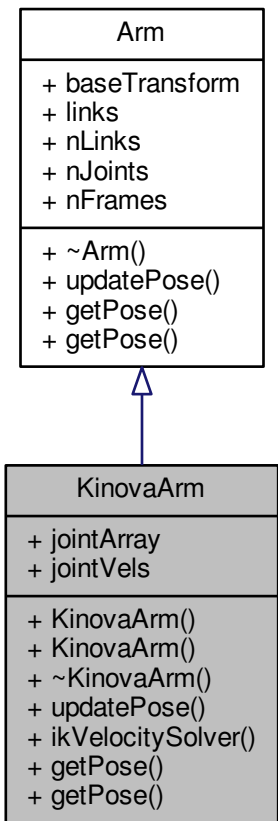 Arm
+ baseTransform
+ links
+ nLinks
+ nJoints
+ nFrames
+ ~Arm()
+ updatePose()
+ getPose()
+ getPose()
KinovaArm
+ jointArray
+ jointVels
+ KinovaArm()
+ KinovaArm()
+ ~KinovaArm()
+ updatePose()
+ ikVelocitySolver()
+ getPose()
+ getPose()